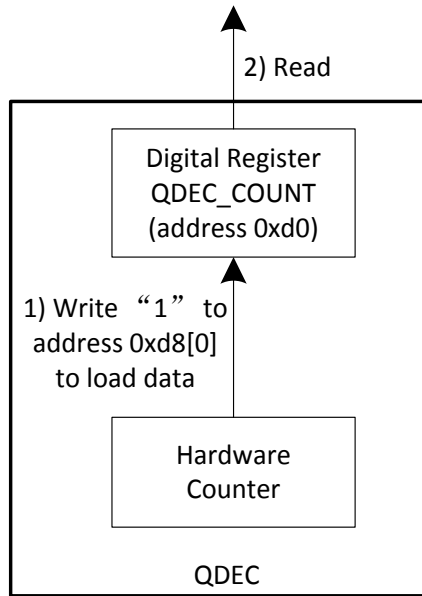 2) Read
Digital Register
QDEC_COUNT
(address 0xd0)
1) Write “1” to
address 0xd8[0]
to load data
Hardware
Counter
QDEC